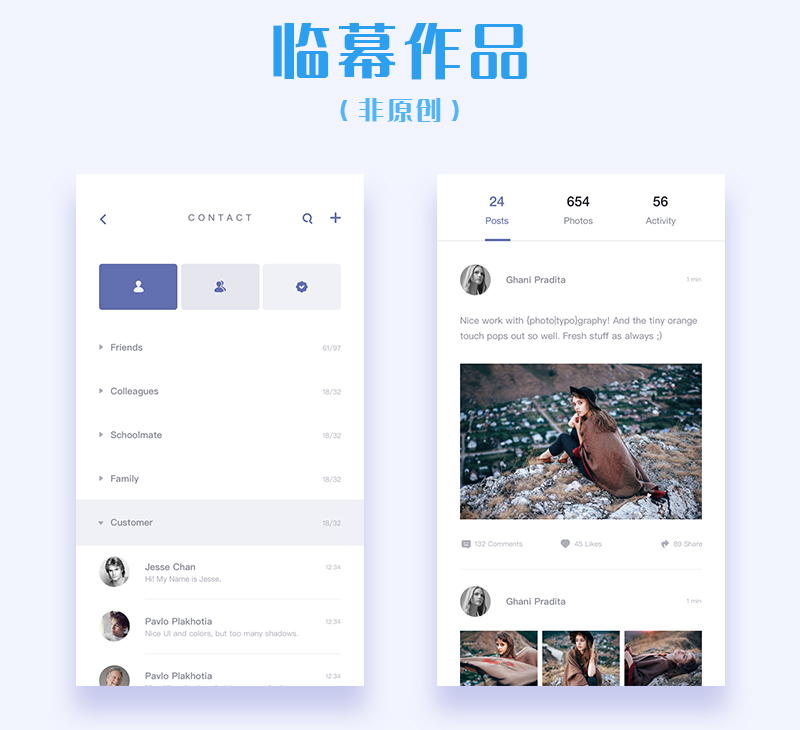 临幕作品
（非原创）
CONTACT
Friends 61/97
Colleagues 18/32
Schoolmate 18/32
Family 18/32
Customer 18/32
Jesse Chan 12:34
Hi! My Name is Jesse.
Pavlo Plakhotia 12:34
Nice UI and colors, but too many shadows.
Pavlo Plakhotia 12:34
24 654 56
Posts Photos Activity
Ghani Pradita 1 min
Nice work with {photo|typo}graphy! And the tiny orange
touch pops out so well. Fresh stuff as always ;)
132 Comments 45 Likes 89 Share
Ghani Pradita 1 min